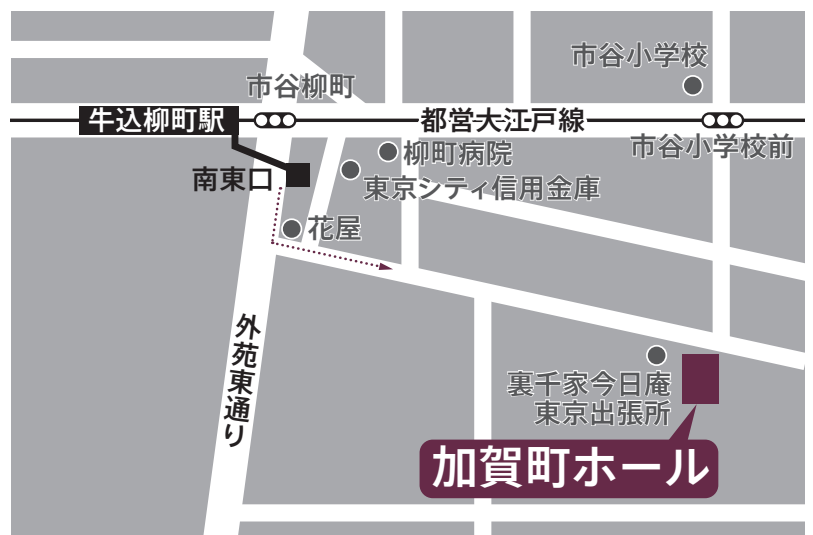 市谷小学校
市谷柳町
牛込柳町駅
都営大江戸線
市谷小学校前
柳町病院
南東口
東京シティ信用金庫
花屋
外苑東通り
裏千家今日庵
東京出張所
加賀町ホール